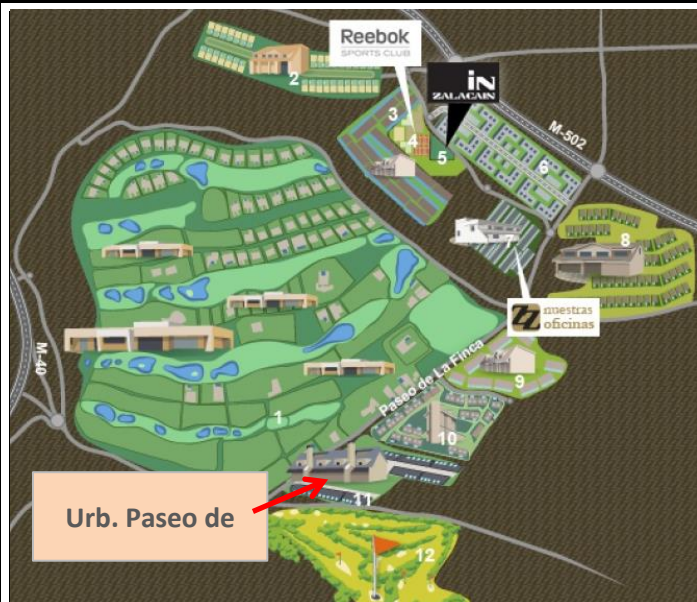 Reebok
SPORTS CLUB
in
ZALACAIN
2
3
4
5
M-502
6
7
8
nuestras
oficinas
M-40
Paseo de La Finca
9
1
10
11
Urb. Paseo de
12